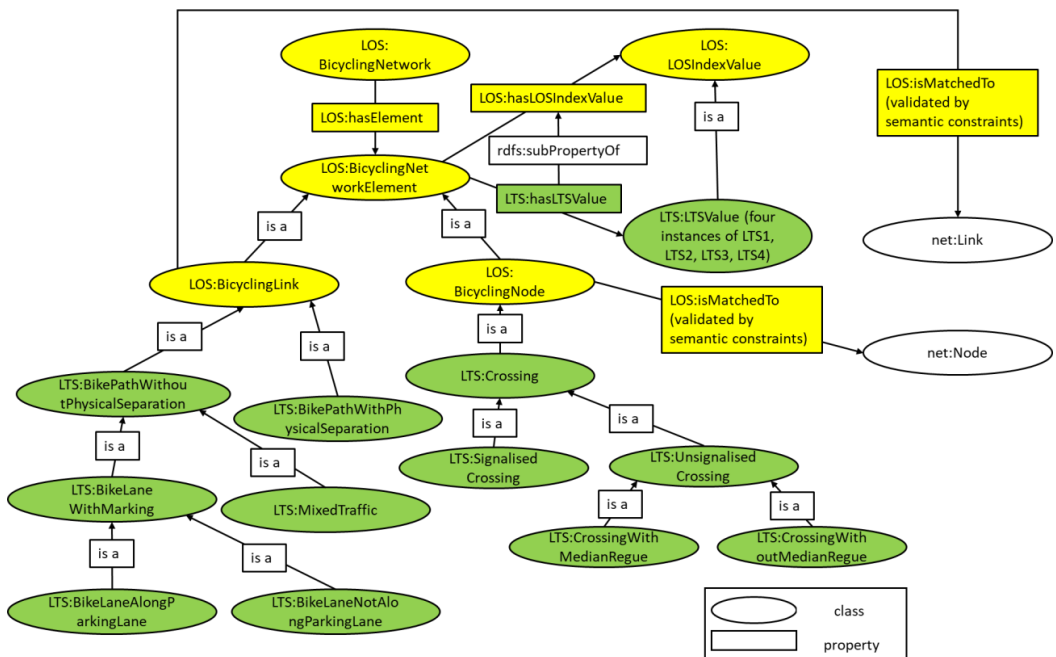 LOS:
BicyclingNetwork
LOS:
LOSIndexValue
LOS:hasElement
LOS:hasLOSIndexValue
is a
LOS:isMatchedTo
(validated by
semantic constraints)
rdfs:subPropertyOf
LOS:BicyclingNet
workElement
LTS:hasLTSValue
is a
is a
LTS:LTSValue (four
instances of LTS1,
LTS2, LTS3, LTS4)
net:Link
LOS:BicyclingLink
LOS:
BicyclingNode
LOS:isMatchedTo
(validated by
semantic constraints)
is a
is a
is a
net:Node
LTS:BikePathWithou
tPhysicalSeparation
LTS:Crossing
LTS:BikePathWithPh
ysicalSeparation
is a
is a
is a
is a
LTS:Signalised
Crossing
LTS:Unsignalised
Crossing
LTS:BikeLane
WithMarking
LTS:MixedTraffic
is a
is a
LTS:CrossingWith
MedianRegue
LTS:CrossingWith
outMedianRegue
is a
is a
LTS:BikeLaneAlongP
arkingLane
LTS:BikeLaneNotAlo
ngParkingLane
class
property